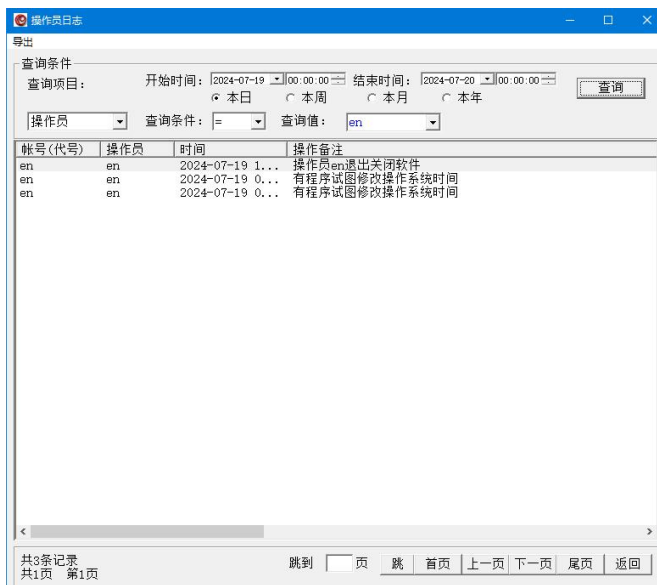 操作员日志
导出
查询条件
查询项目: 开始时间: 2024-07-19 00:00:00 结束时间: 2024-07-20 00:00:00 查询
本日 本周 本月 本年
操作员 查询条件: = 查询值: en
帐号(代号) 操作员 时间 操作备注
en en 2024-07-19 1... 操作员en退出关闭软件
en en 2024-07-19 0... 有程序试图修改操作系统时间
en en 2024-07-19 0... 有程序试图修改操作系统时间
共3条记录
共1页 第1页
跳到 页 跳 首页 上一页 下一页 尾页 返回